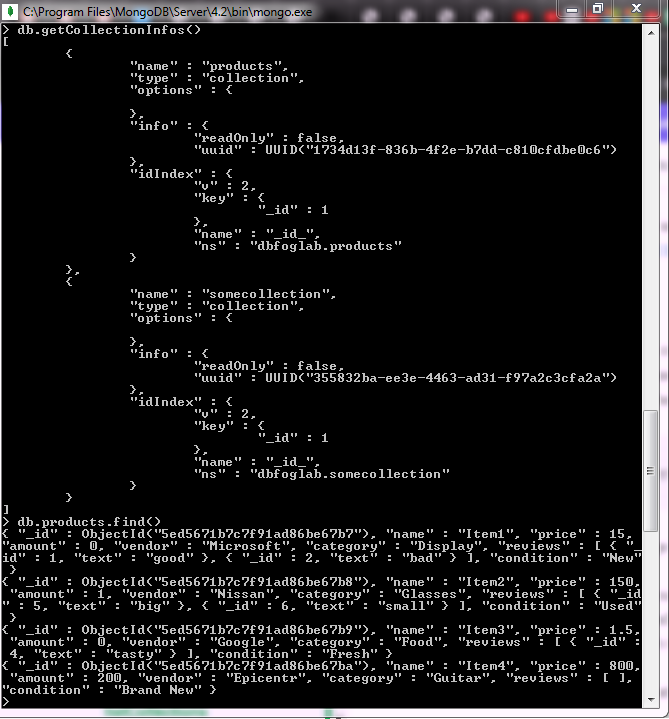 C:\Program Files\MongoDB\Server\4.2\bin\mongo.exe
> db.getCollectionInfos()
[
{
"name" : "products",
"type" : "collection",
"options" : {
},
"info" : {
"readOnly" : false,
"uuid" : UUID("1734d13f-836b-4f2e-b7dd-c810cfdbe0c6")
},
"idIndex" : {
"v" : 2,
"key" : {
"_id" : 1
},
"name" : "_id_",
"ns" : "dbfoglab.products"
}
},
{
"name" : "somecollection",
"type" : "collection",
"options" : {
},
"info" : {
"readOnly" : false,
"uuid" : UUID("355832ba-ee3e-4463-ad31-f97a2c3cfa2a")
},
"idIndex" : {
"v" : 2,
"key" : {
"_id" : 1
},
"name" : "_id_",
"ns" : "dbfoglab.somecollection"
}
}
]
> db.products.find()
{ "_id" : ObjectId("5ed5671b7c7f91ad86be67b7"), "name" : "Item1", "price" : 15,
"amount" : 0, "vendor" : "Microsoft", "category" : "Display", "reviews" : [ { "_
id" : 1, "text" : "good" }, { "_id" : 2, "text" : "bad" } ], "condition" : "New"
}
{ "_id" : ObjectId("5ed5671b7c7f91ad86be67b8"), "name" : "Item2", "price" : 150,
"amount" : 1, "vendor" : "Nissan", "category" : "Glasses", "reviews" : [ { "_id"
: 5, "text" : "big" }, { "_id" : 6, "text" : "small" } ], "condition" : "Used"
}
{ "_id" : ObjectId("5ed5671b7c7f91ad86be67b9"), "name" : "Item3", "price" : 1.5,
"amount" : 0, "vendor" : "Google", "category" : "Food", "reviews" : [ { "_id" :
4, "text" : "tasty" } ], "condition" : "Fresh" }
{ "_id" : ObjectId("5ed5671b7c7f91ad86be67ba"), "name" : "Item4", "price" : 800,
"amount" : 200, "vendor" : "Epicentr", "category" : "Guitar", "reviews" : [ ],
"condition" : "Brand New" }
>